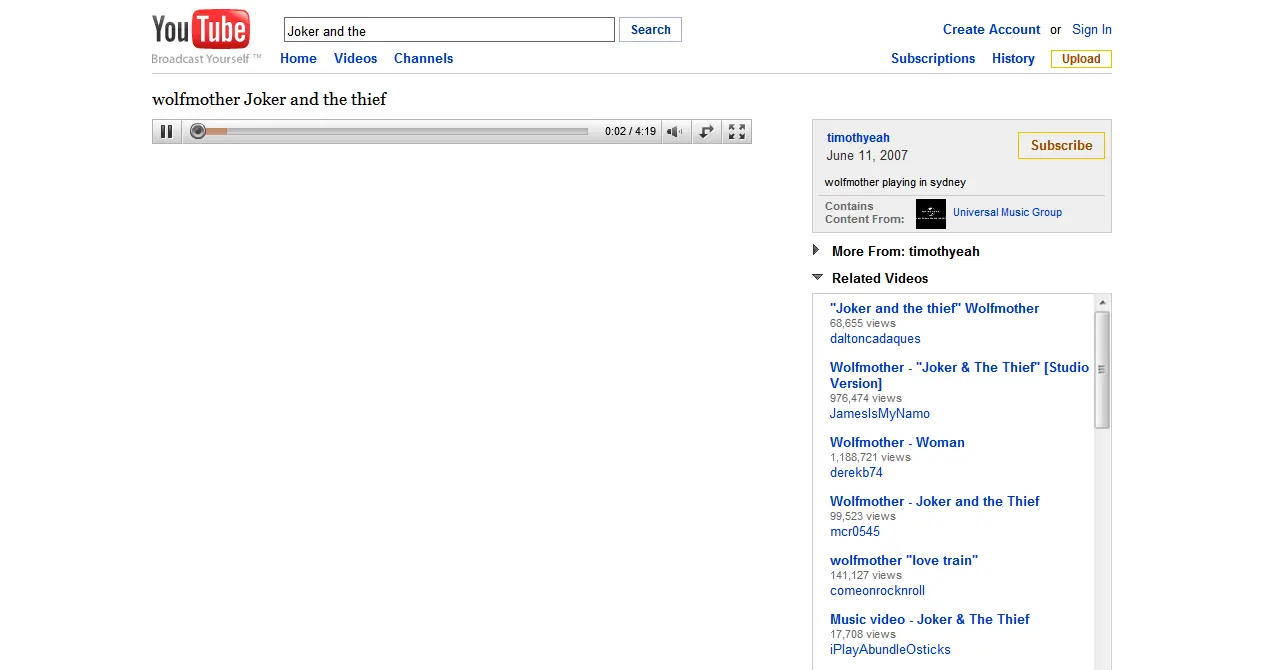 YouTube
Broadcast Yourself ™
Joker and the
Search
Create Account or Sign In
Home Videos Channels
Subscriptions History Upload
wolfmother Joker and the thief
0:02 / 4:19
timothyeah
June 11, 2007
Subscribe
wolfmother playing in sydney
Contains
Content From:
Universal Music Group
More From: timothyeah
Related Videos
"Joker and the thief" Wolfmother
68,655 views
daltoncadaques
Wolfmother - "Joker & The Thief" [Studio
Version]
976,474 views
JamesIsMyNamo
Wolfmother - Woman
1,188,721 views
derekb74
Wolfmother - Joker and the Thief
99,523 views
mcr0545
wolfmother "love train"
141,127 views
comeonrocknroll
Music video - Joker & The Thief
17,708 views
iPlayAbundleOsticks